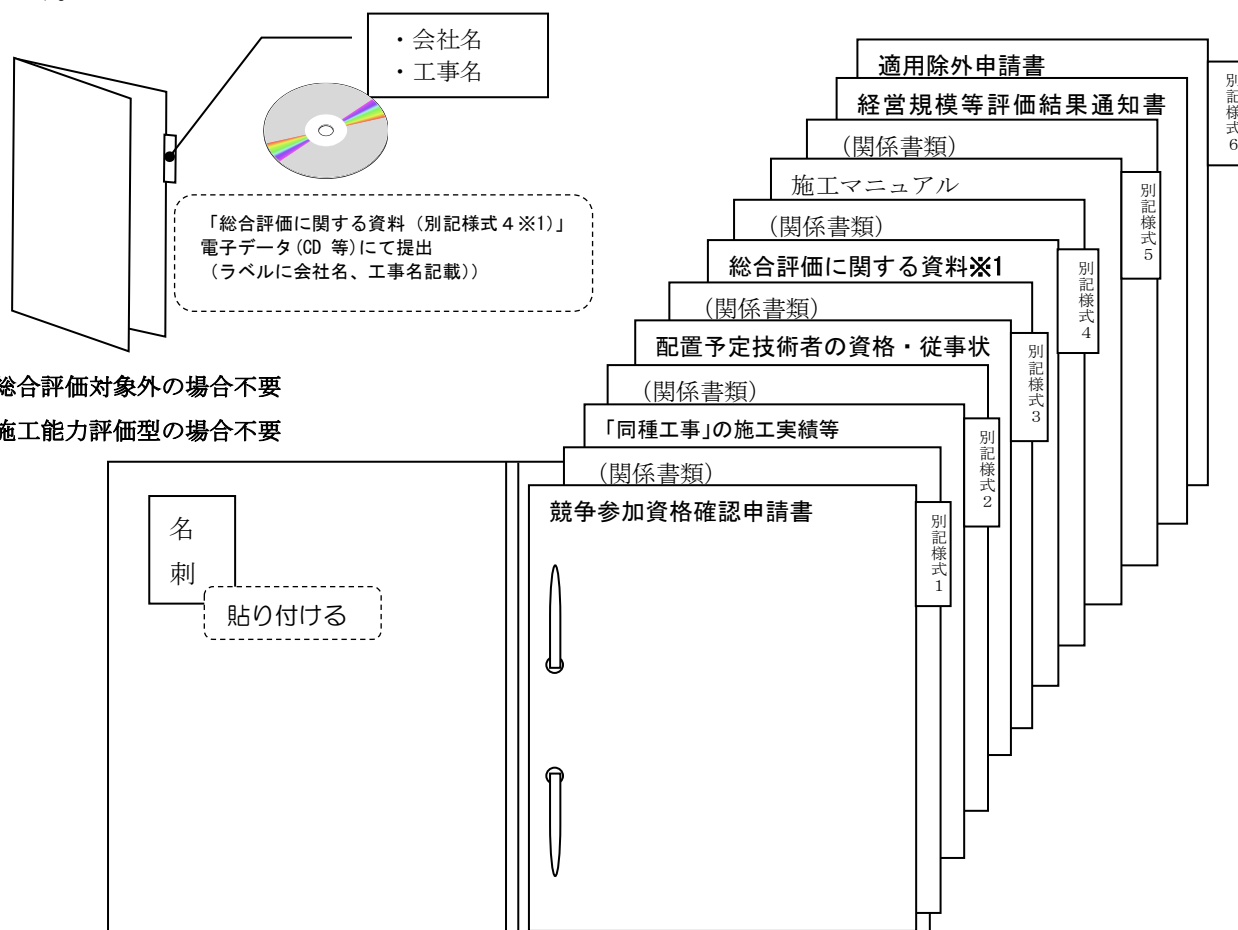 ・会社名
・工事名
「総合評価に関する資料（別記様式４※1）」
電子データ(CD 等)にて提出
（ラベルに会社名、工事名記載））
総合評価対象外の場合不要
施工能力評価型の場合不要
適用除外申請書
別記様式6
経営規模等評価結果通知書
（関係書類）
施工マニュアル
別記様式5
（関係書類）
総合評価に関する資料※1
別記様式4
（関係書類）
配置予定技術者の資格・従事状
別記様式3
（関係書類）
「同種工事」の施工実績等
別記様式2
（関係書類）
競争参加資格確認申請書
別記様式1
名
刺
貼り付ける